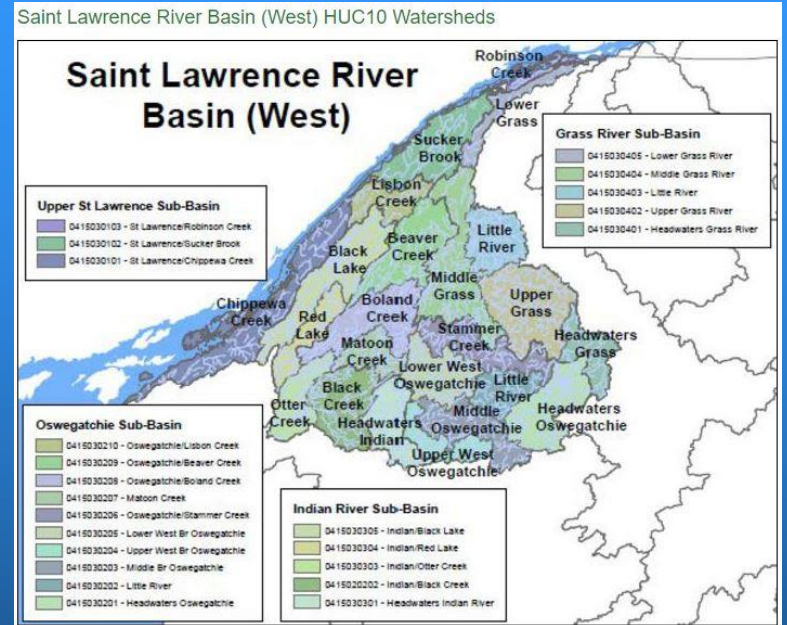 Saint Lawrence River Basin (West) HUC10 Watersheds
Saint Lawrence River
Basin (West)
Robinson
Creek
Lower
Grass
Sucker
Brook
Grass River Sub-Basin
0415030405 - Lower Grass River
0415030404 - Middle Grass River
0415030403 - Little River
0415030402 - Upper Grass River
0415030401 - Headwaters Grass River
Upper St Lawrence Sub-Basin
0415030103 - St Lawrence/Robinson Creek
0415030102 - St Lawrence/Sucker Brook
0415030101 - St Lawrence/Chippewa Creek
Lisbon
Creek
Little
River
Beaver
Creek
Black
Lake
Middle
Grass
Upper
Grass
Boland
Creek
Chippewa
Creek
Red
Lake
Stammer
Creek
Headwaters
Grass
Matoon
Creek
Lower West
Oswegatchie
Little
River
Black
Creek
Otter
Creek
Middle
Oswegatchie
Headwaters
Oswegatchie
Headwaters
Indian
Upper West
Oswegatchie
Oswegatchie Sub-Basin
0415030210 - Oswegatchie/Lisbon Creek
0415030209 - Oswegatchie/Beaver Creek
0415030208 - Oswegatchie/Boland Creek
0415030207 - Matoon Creek
0415030206 - Oswegatchie/Stammer Creek
0415030205 - Lower West Br Oswegatchie
0415030204 - Upper West Br Oswegatchie
0415030203 - Middle Br Oswegatchie
0415030202 - Little River
0415030201 - Headwaters Oswegatchie
Indian River Sub-Basin
0415030305 - Indian/Black Lake
0415030304 - Indian/Red Lake
0415030303 - Indian/Otter Creek
0415020202 - Indian/Black Creek
0415030301 - Headwaters Indian River